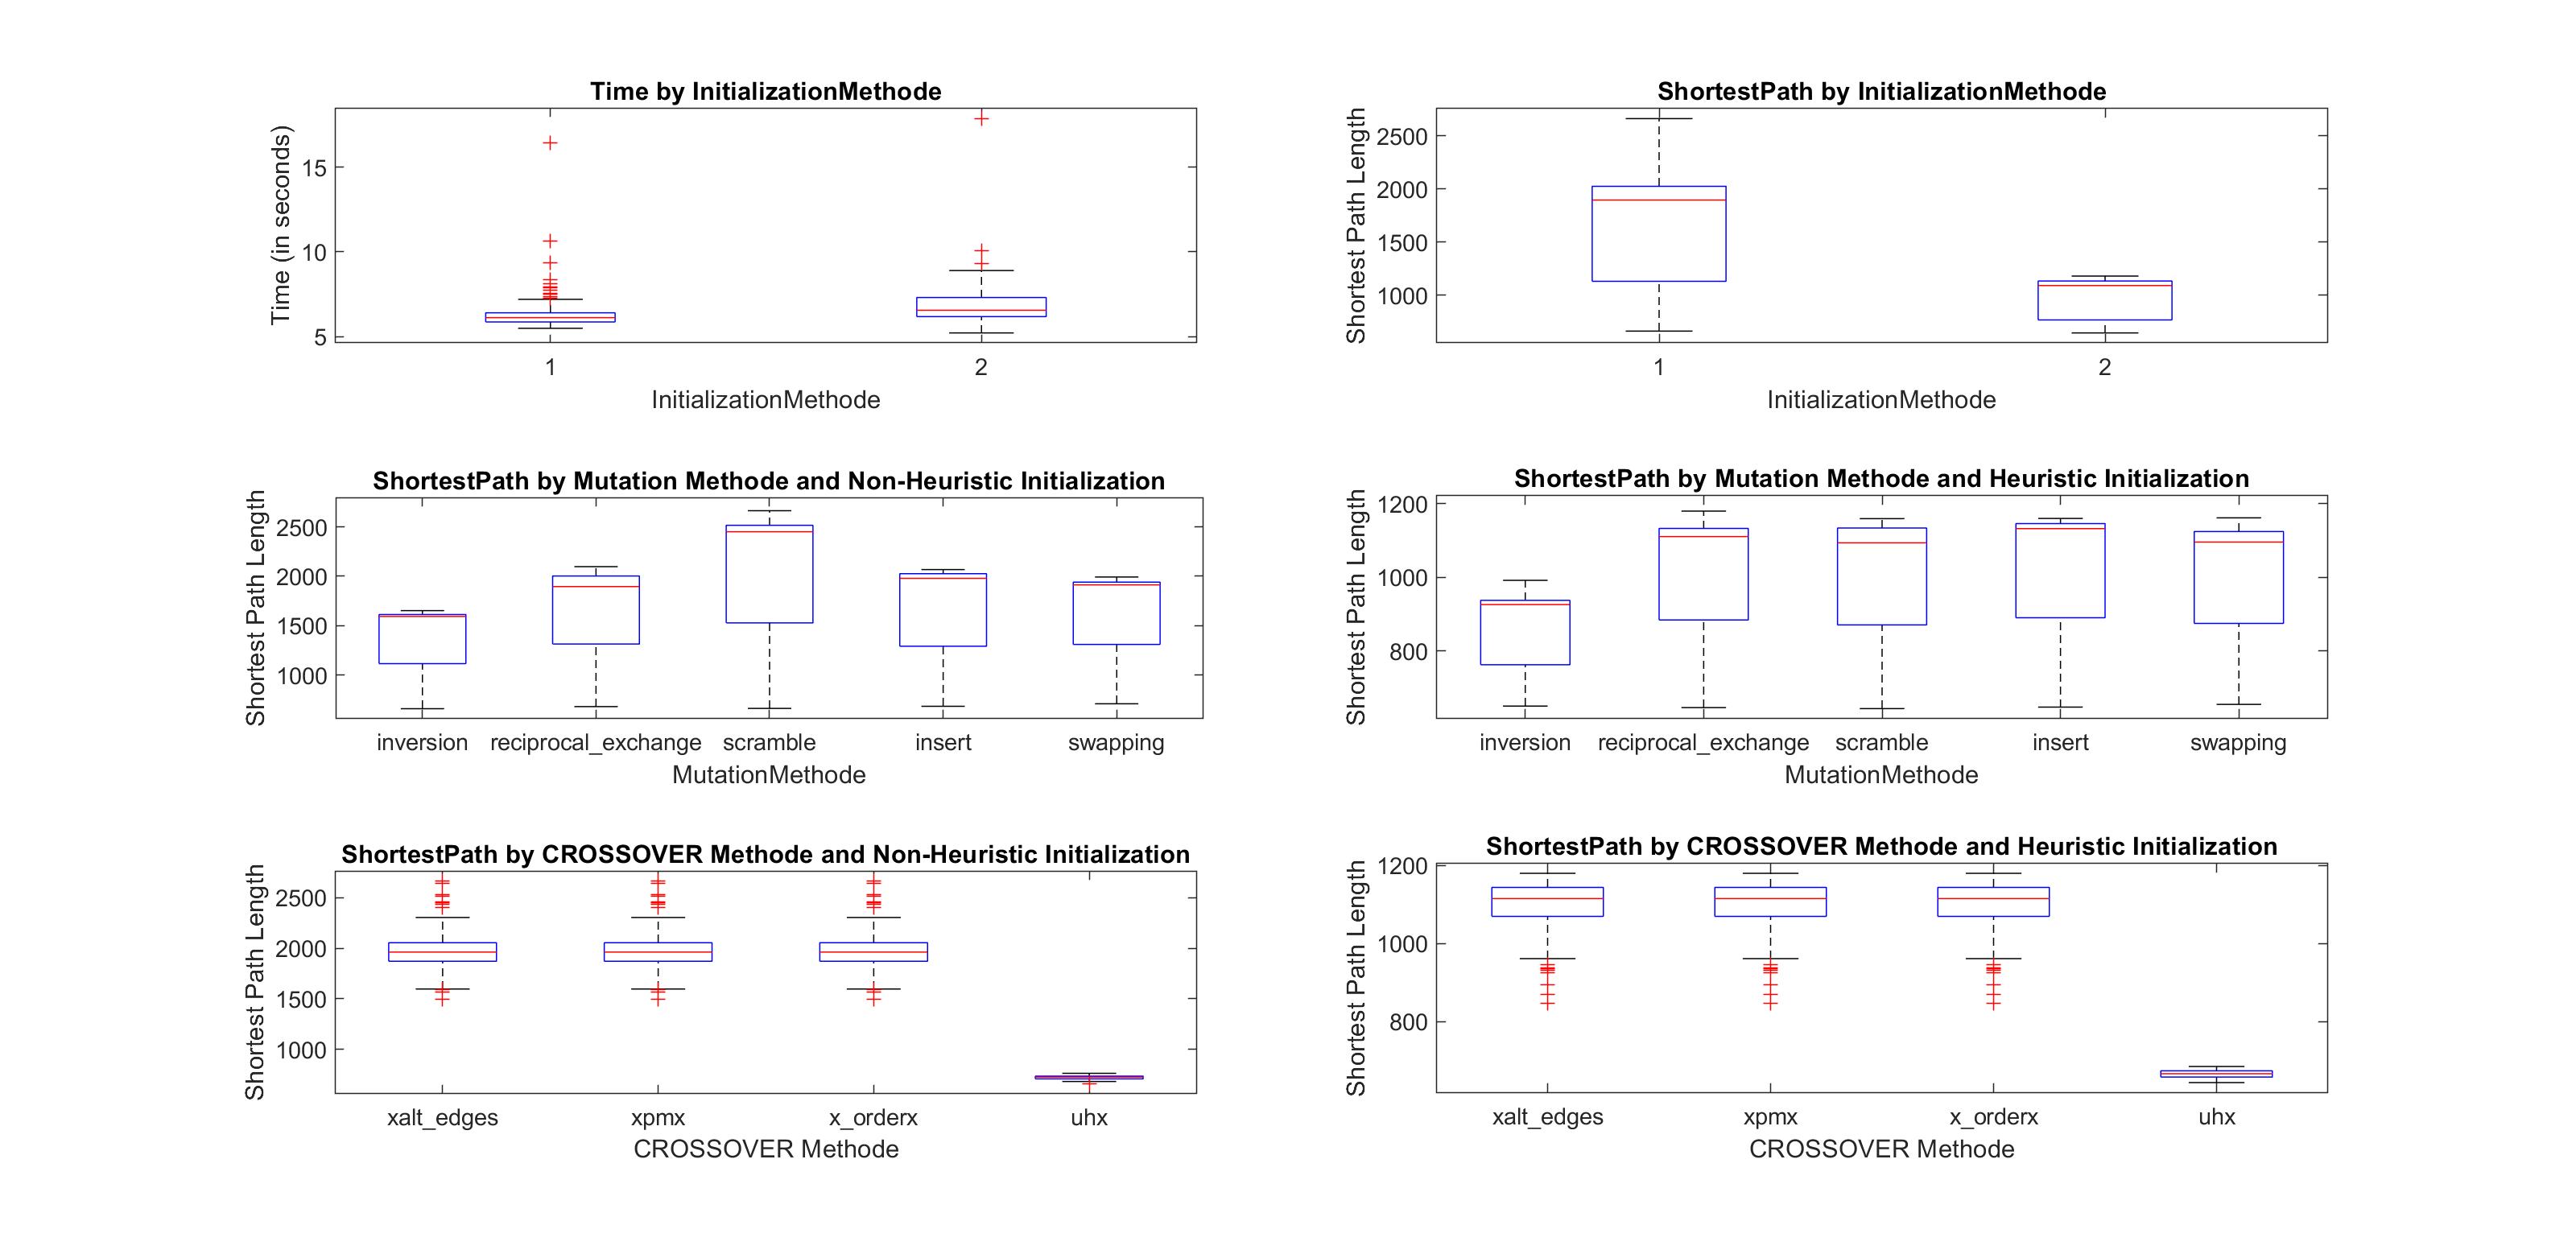 Time by InitializationMethode
Time (in seconds)
15
10
5
1 2
InitializationMethode
ShortestPath by InitializationMethode
Shortest Path Length
2500
2000
1500
1000
1 2
InitializationMethode
ShortestPath by Mutation Methode and Non-Heuristic Initialization
Shortest Path Length
2500
2000
1500
1000
inversion reciprocal_exchange scramble insert swapping
MutationMethode
ShortestPath by Mutation Methode and Heuristic Initialization
Shortest Path Length
1200
1000
800
inversion reciprocal_exchange scramble insert swapping
MutationMethode
ShortestPath by CROSSOVER Methode and Non-Heuristic Initialization
Shortest Path Length
2500
2000
1500
1000
xalt_edges xpmx x_orderx uhx
CROSSOVER Methode
ShortestPath by CROSSOVER Methode and Heuristic Initialization
Shortest Path Length
1200
1000
800
xalt_edges xpmx x_orderx uhx
CROSSOVER Methode